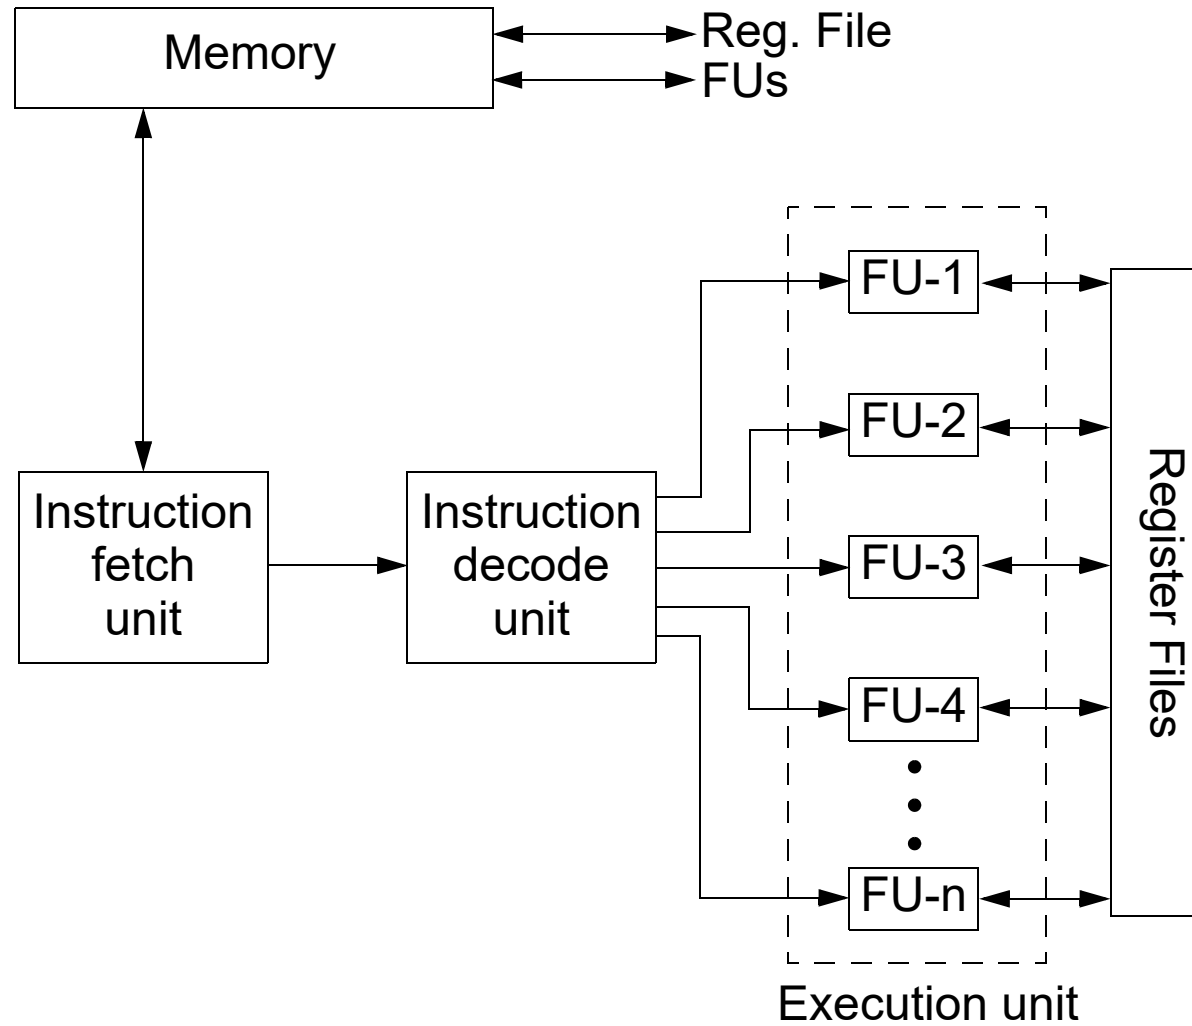 Memory
Reg. File
FUs
Instruction
fetch
unit
Instruction
decode
unit
FU-1
FU-2
FU-3
FU-4
FU-n
Register Files
Execution unit